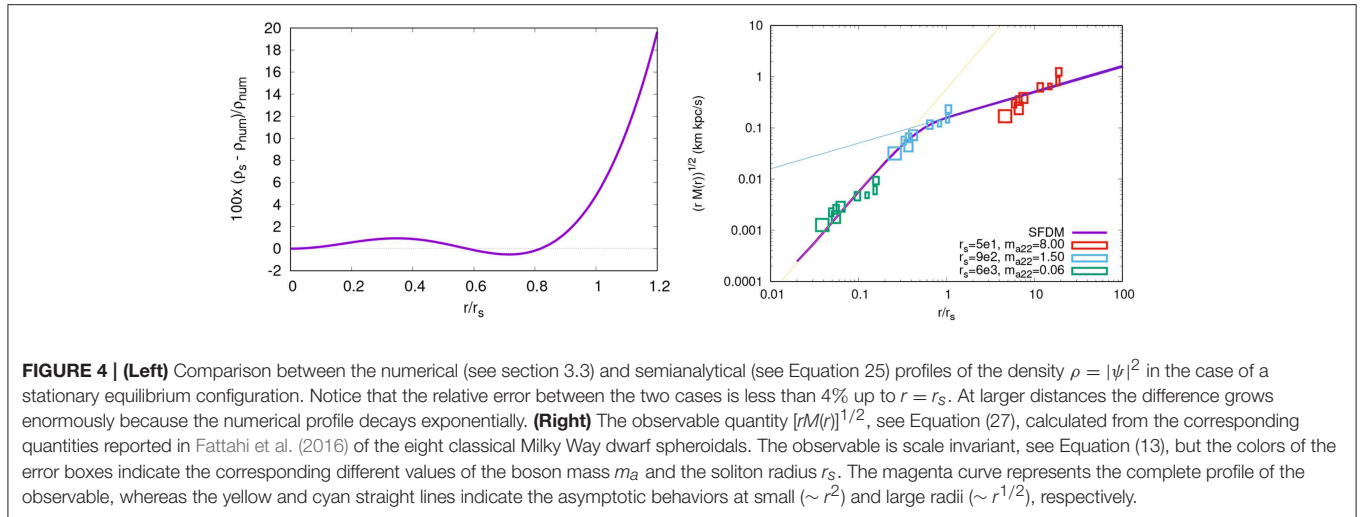 20
18
16
14
12
10
8
6
4
2
0
-2
100x (ρs - ρnum)/ρnum
0 0.2 0.4 0.6 0.8 1.0 1.2
r/rs
10
1
0.1
0.01
0.001
0.0001
(r M(r))^1/2 (km kpc/s)
SFDM
rs=5e1, ma22=8.00
rs=9e2, ma22=1.50
rs=6e3, ma22=0.06
0.01 0.1 1 10 100
r/rs
FIGURE 4 | (Left) Comparison between the numerical (see section 3.3) and semianalytical (see Equation 25) profiles of the density ρ = |ψ|² in the case of a
stationary equilibrium configuration. Notice that the relative error between the two cases is less than 4% up to r = rs. At larger distances the difference grows
enormously because the numerical profile decays exponentially. (Right) The observable quantity [rM(r)]^1/2, see Equation (27), calculated from the corresponding
quantities reported in Fattahi et al. (2016) of the eight classical Milky Way dwarf spheroidals. The observable is scale invariant, see Equation (13), but the colors of the
error boxes indicate the corresponding different values of the boson mass ma and the soliton radius rs. The magenta curve represents the complete profile of the
observable, whereas the yellow and cyan straight lines indicate the asymptotic behaviors at small (∼ r²) and large radii (∼ r^1/2), respectively.